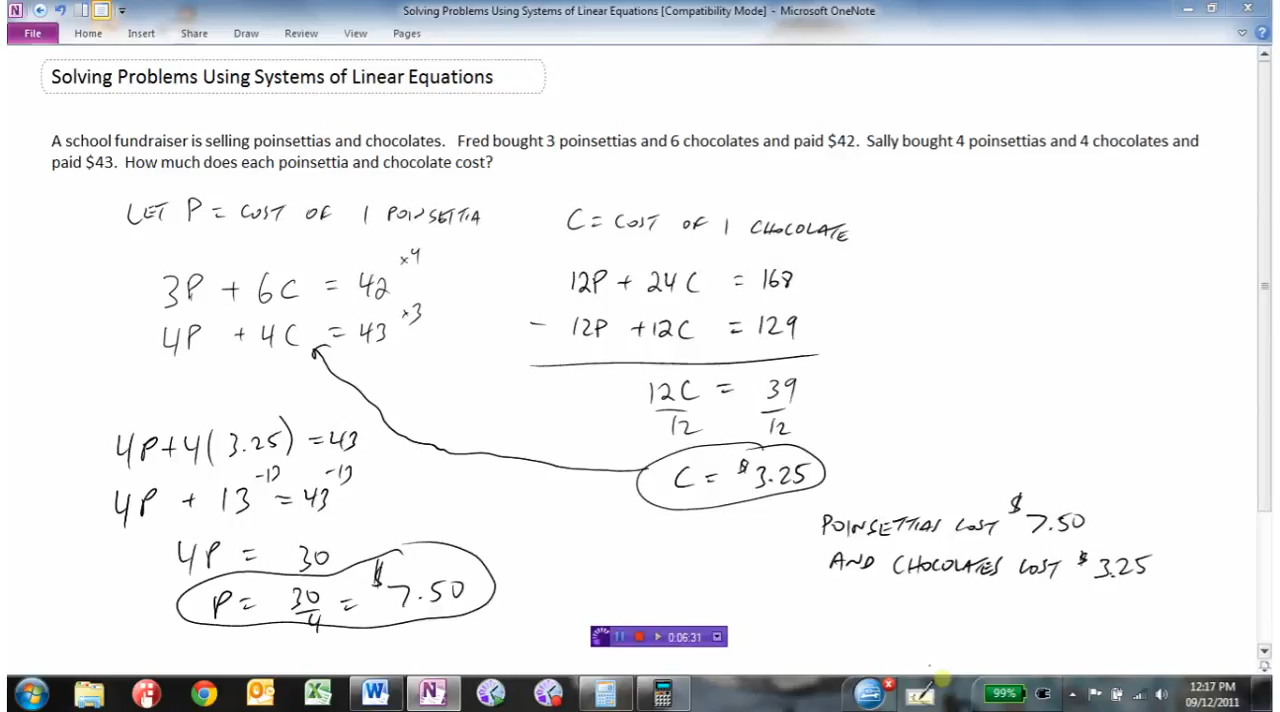 Solving Problems Using Systems of Linear Equations [Compatibility Mode] - Microsoft OneNote
File Home Insert Share Draw Review View Pages
Solving Problems Using Systems of Linear Equations
A school fundraiser is selling poinsettias and chocolates. Fred bought 3 poinsettias and 6 chocolates and paid $42. Sally bought 4 poinsettias and 4 chocolates and
paid $43. How much does each poinsettia and chocolate cost?
LET P = COST OF 1 POINSETTIA
C = COST OF 1 CHOCOLATE
3P + 6C = 42 ×4
4P + 4C = 43 ×3
12P + 24C = 168
- 12P + 12C = 129
12C = 39
12 12
C = $3.25
4P+4(3.25) = 43
-13 -13
4P + 13 = 43
4P = 30
P = 30/4 = $7.50
POINSETTIAS COST $7.50
AND CHOCOLATES COST $3.25
0:06:31
99%
12:17 PM
09/12/2011